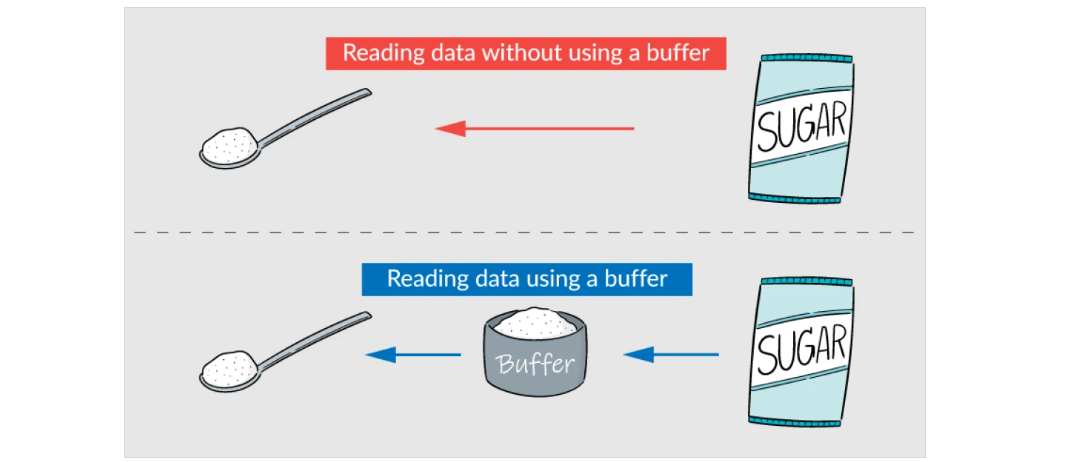 Reading data without using a buffer
SUGAR
Reading data using a buffer
Buffer
SUGAR